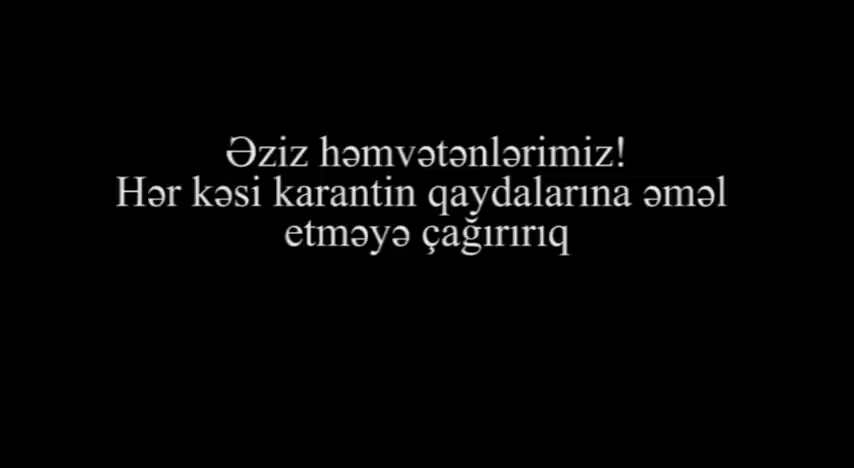 Əziz həmvətənlərimiz!
Hər kəsi karantin qaydalarına əməl
etməyə çağırırıq